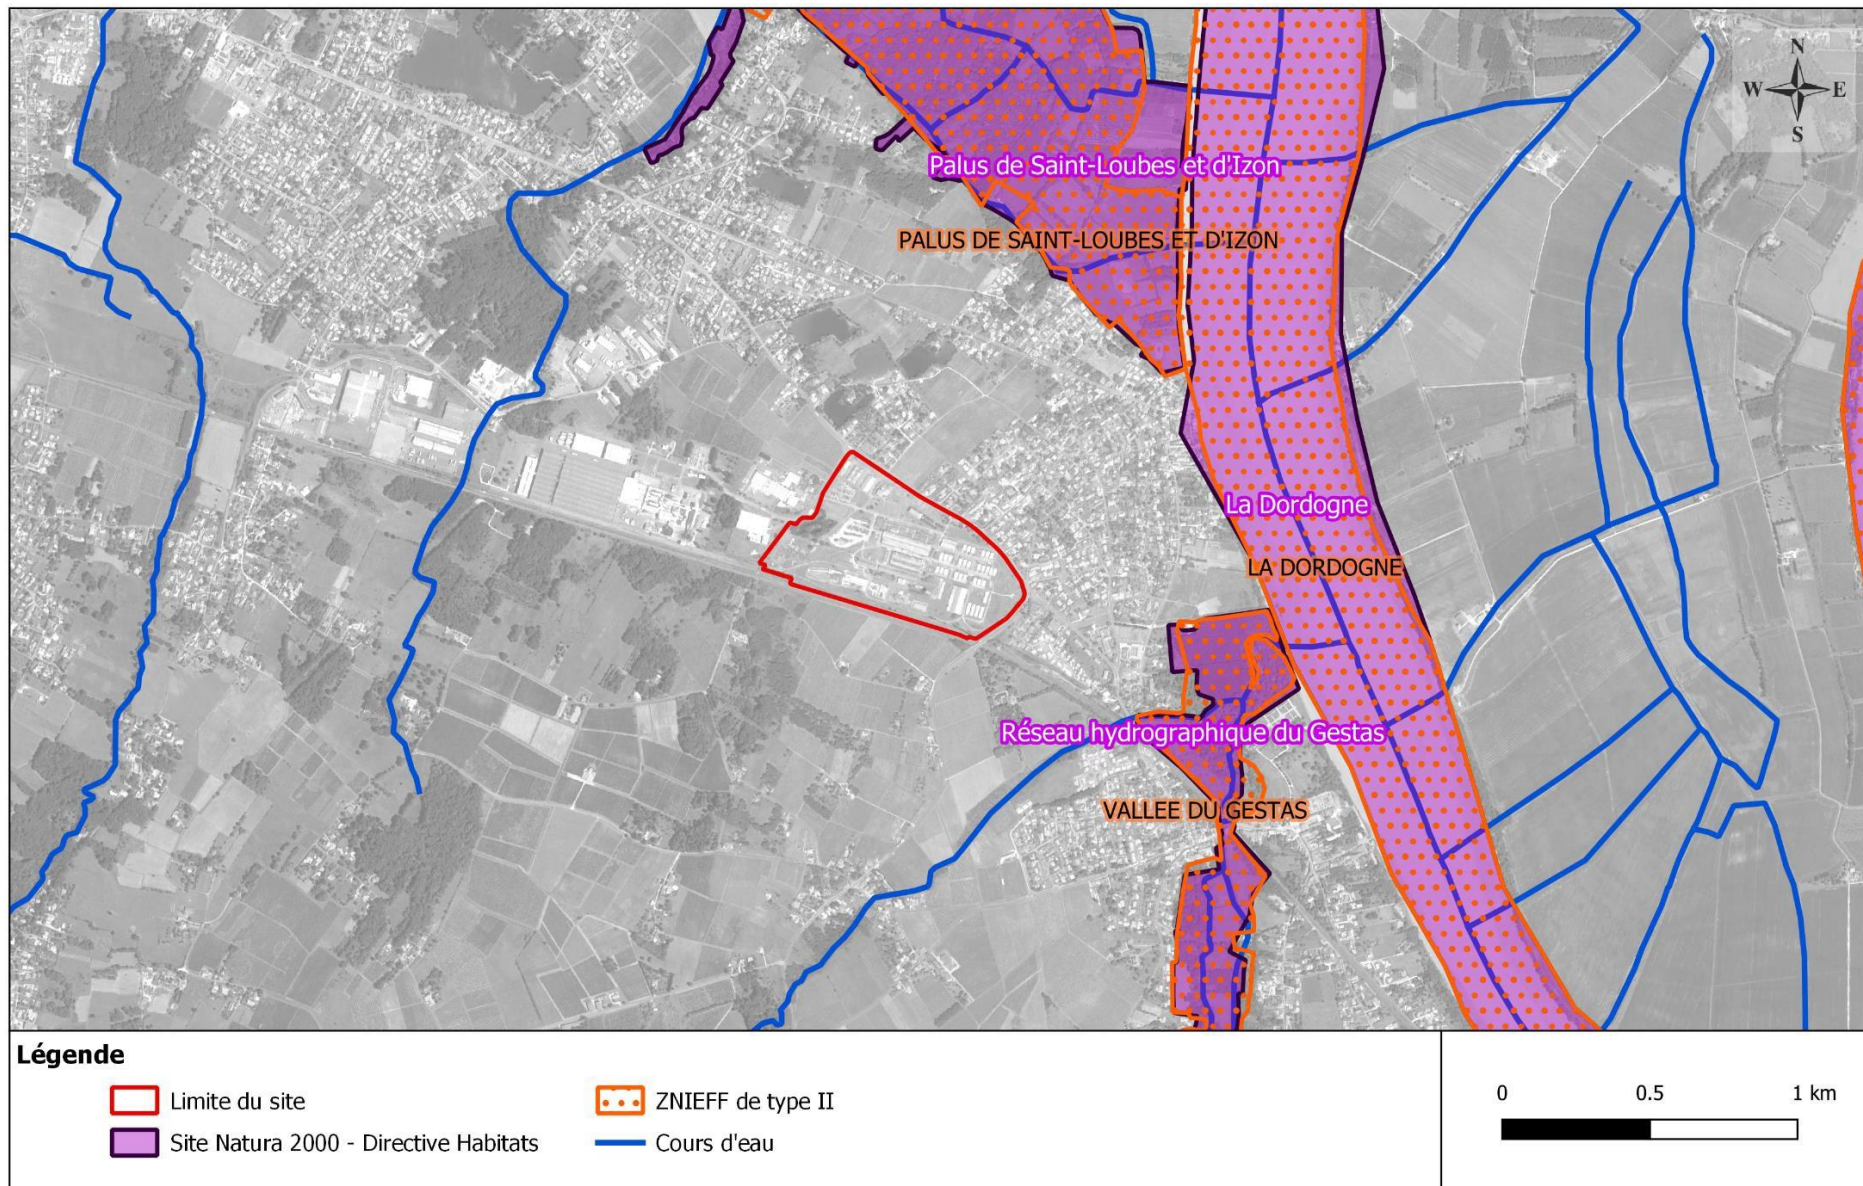 N
W E
S
Palus de Saint-Loubes et d'Izon
PALUS DE SAINT-LOUBES ET D'IZON
La Dordogne
LA DORDOGNE
Réseau hydrographique du Gestas
VALLEE DU GESTAS
Légende
Limite du site
ZNIEFF de type II
Site Natura 2000 - Directive Habitats
Cours d'eau
0 0.5 1 km